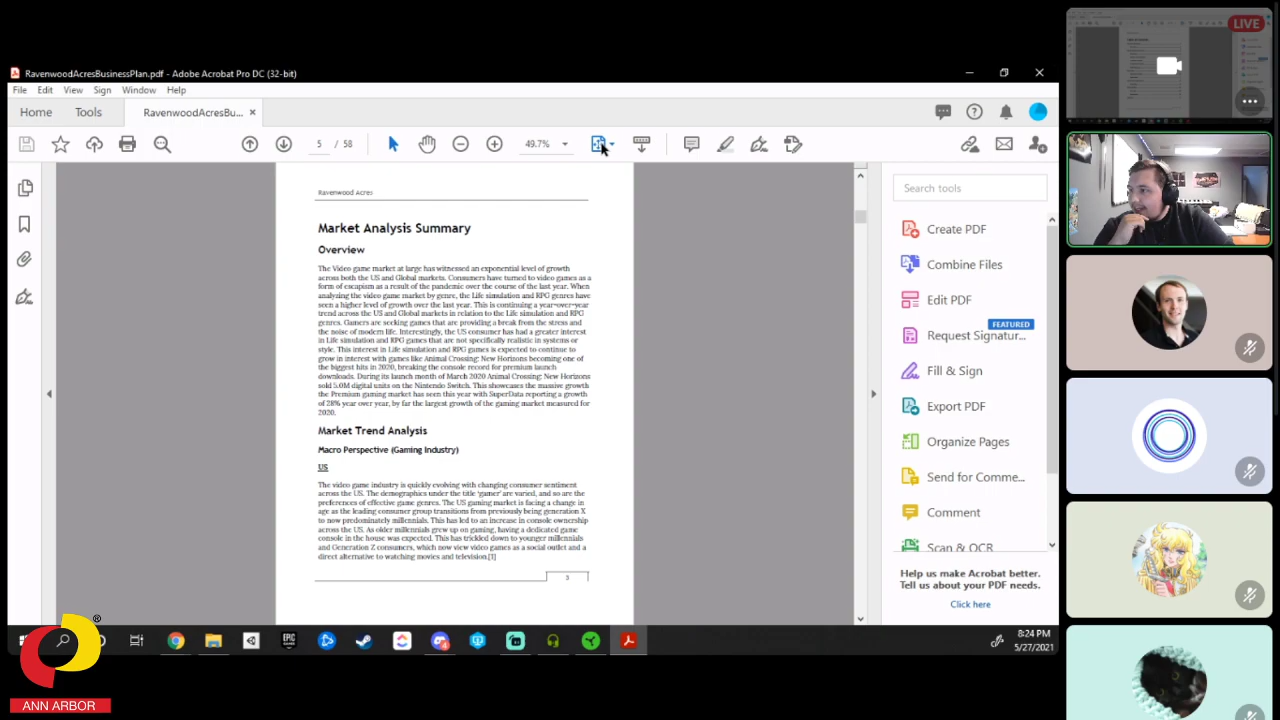 RavenwoodAcresBusinessPlan.pdf - Adobe Acrobat Pro DC (32-bit)
File Edit View Sign Window Help
Home Tools RavenwoodAcresBu... ×
5 / 58 49.7%
Ravenwood Acres
Market Analysis Summary
Overview
The Video game market at large has witnessed an exponential level of growth
across both the US and Global markets. Consumers have turned to video games as a
form of escapism as a result of the pandemic over the course of the last year. When
analyzing the video game market by genre, the Life simulation and RPG genres have
seen a higher level of growth over the last year. This is continuing a year-over-year
trend across the US and Global markets in relation to the Life simulation and RPG
genres. Gamers are seeking games that are providing a break from the stress and
the noise of modern life. Interestingly, the US consumer has had a greater interest
in Life simulation and RPG games that are not specifically realistic in systems or
style. This interest in Life simulation and RPG games is expected to continue to
grow in interest with games like Animal Crossing: New Horizons becoming one of
the biggest hits in 2020, breaking the console record for premium launch
downloads. During its launch month of March 2020 Animal Crossing: New Horizons
sold 5.0M digital units on the Nintendo Switch. This showcases the massive growth
the Premium gaming market has seen this year with SuperData reporting a growth
of 28% year over year, by far the largest growth of the gaming market measured for
2020.
Market Trend Analysis
Macro Perspective (Gaming Industry)
US
The video game industry is quickly evolving with changing consumer sentiment
across the US. The demographics under the title 'gamer' are varied, and so are the
preferences of effective game genres. The US gaming market is facing a change in
age as the leading consumer group transitions from previously being generation X
to now predominately millennials. This has led to an increase in console ownership
across the US. As older millennials grew up on gaming, having a dedicated game
console in the house was expected. This has trickled down to younger millennials
and Generation Z consumers, which now view video games as a social outlet and a
direct alternative to watching movies and television.[1]
3
Search tools
Create PDF
Combine Files
Edit PDF
FEATURED
Request Signatur...
Fill & Sign
Export PDF
Organize Pages
Send for Comme...
Comment
Scan & OCR
Help us make Acrobat better.
Tell us about your PDF needs.
Click here
EPIC
GAMES
8:24 PM
5/27/2021
LIVE
®
ANN ARBOR